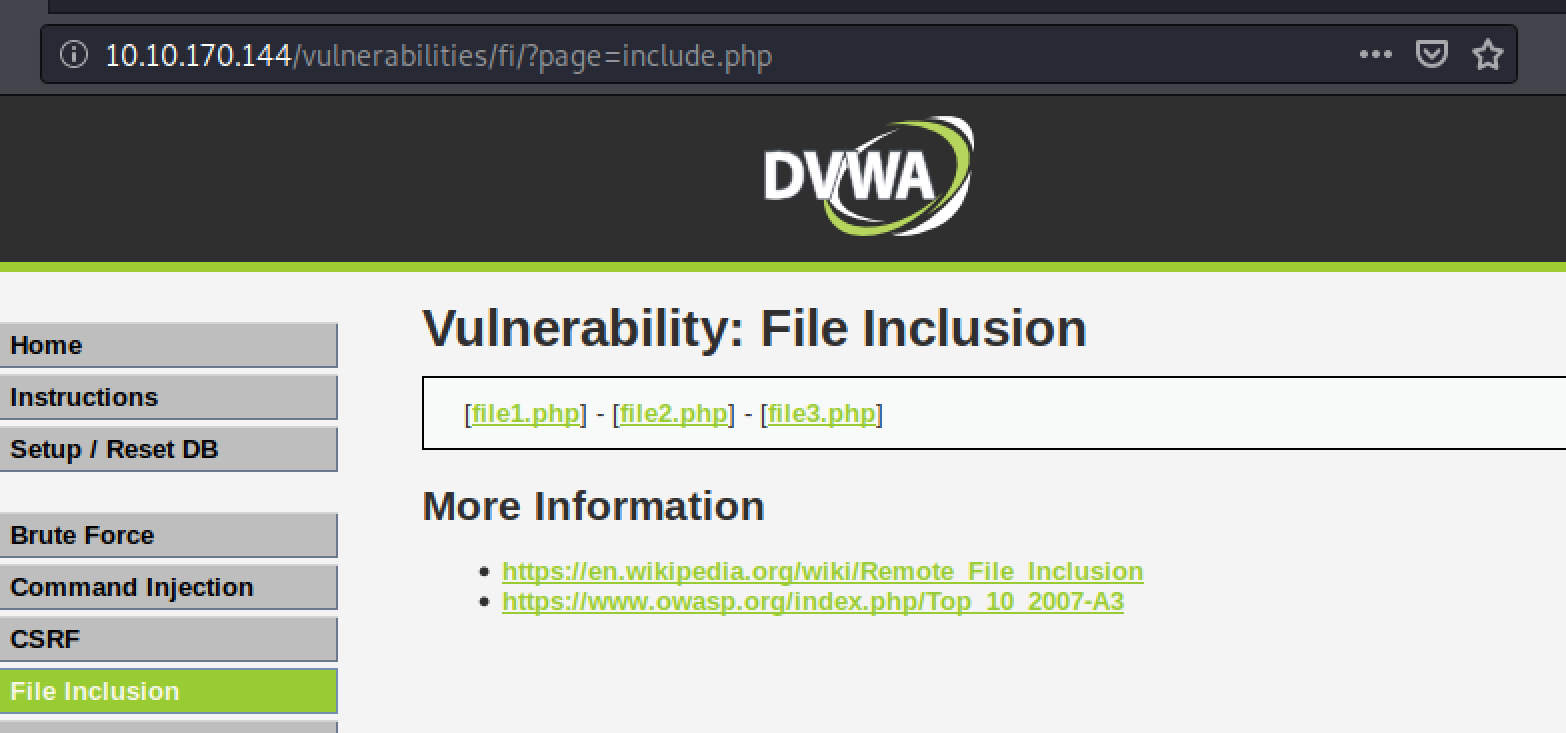 10.10.170.144/vulnerabilities/fi/?page=include.php
DVWA
Home
Instructions
Setup / Reset DB
Brute Force
Command Injection
CSRF
File Inclusion
Vulnerability: File Inclusion
[file1.php] - [file2.php] - [file3.php]
More Information
https://en.wikipedia.org/wiki/Remote_File_Inclusion
https://www.owasp.org/index.php/Top_10_2007-A3